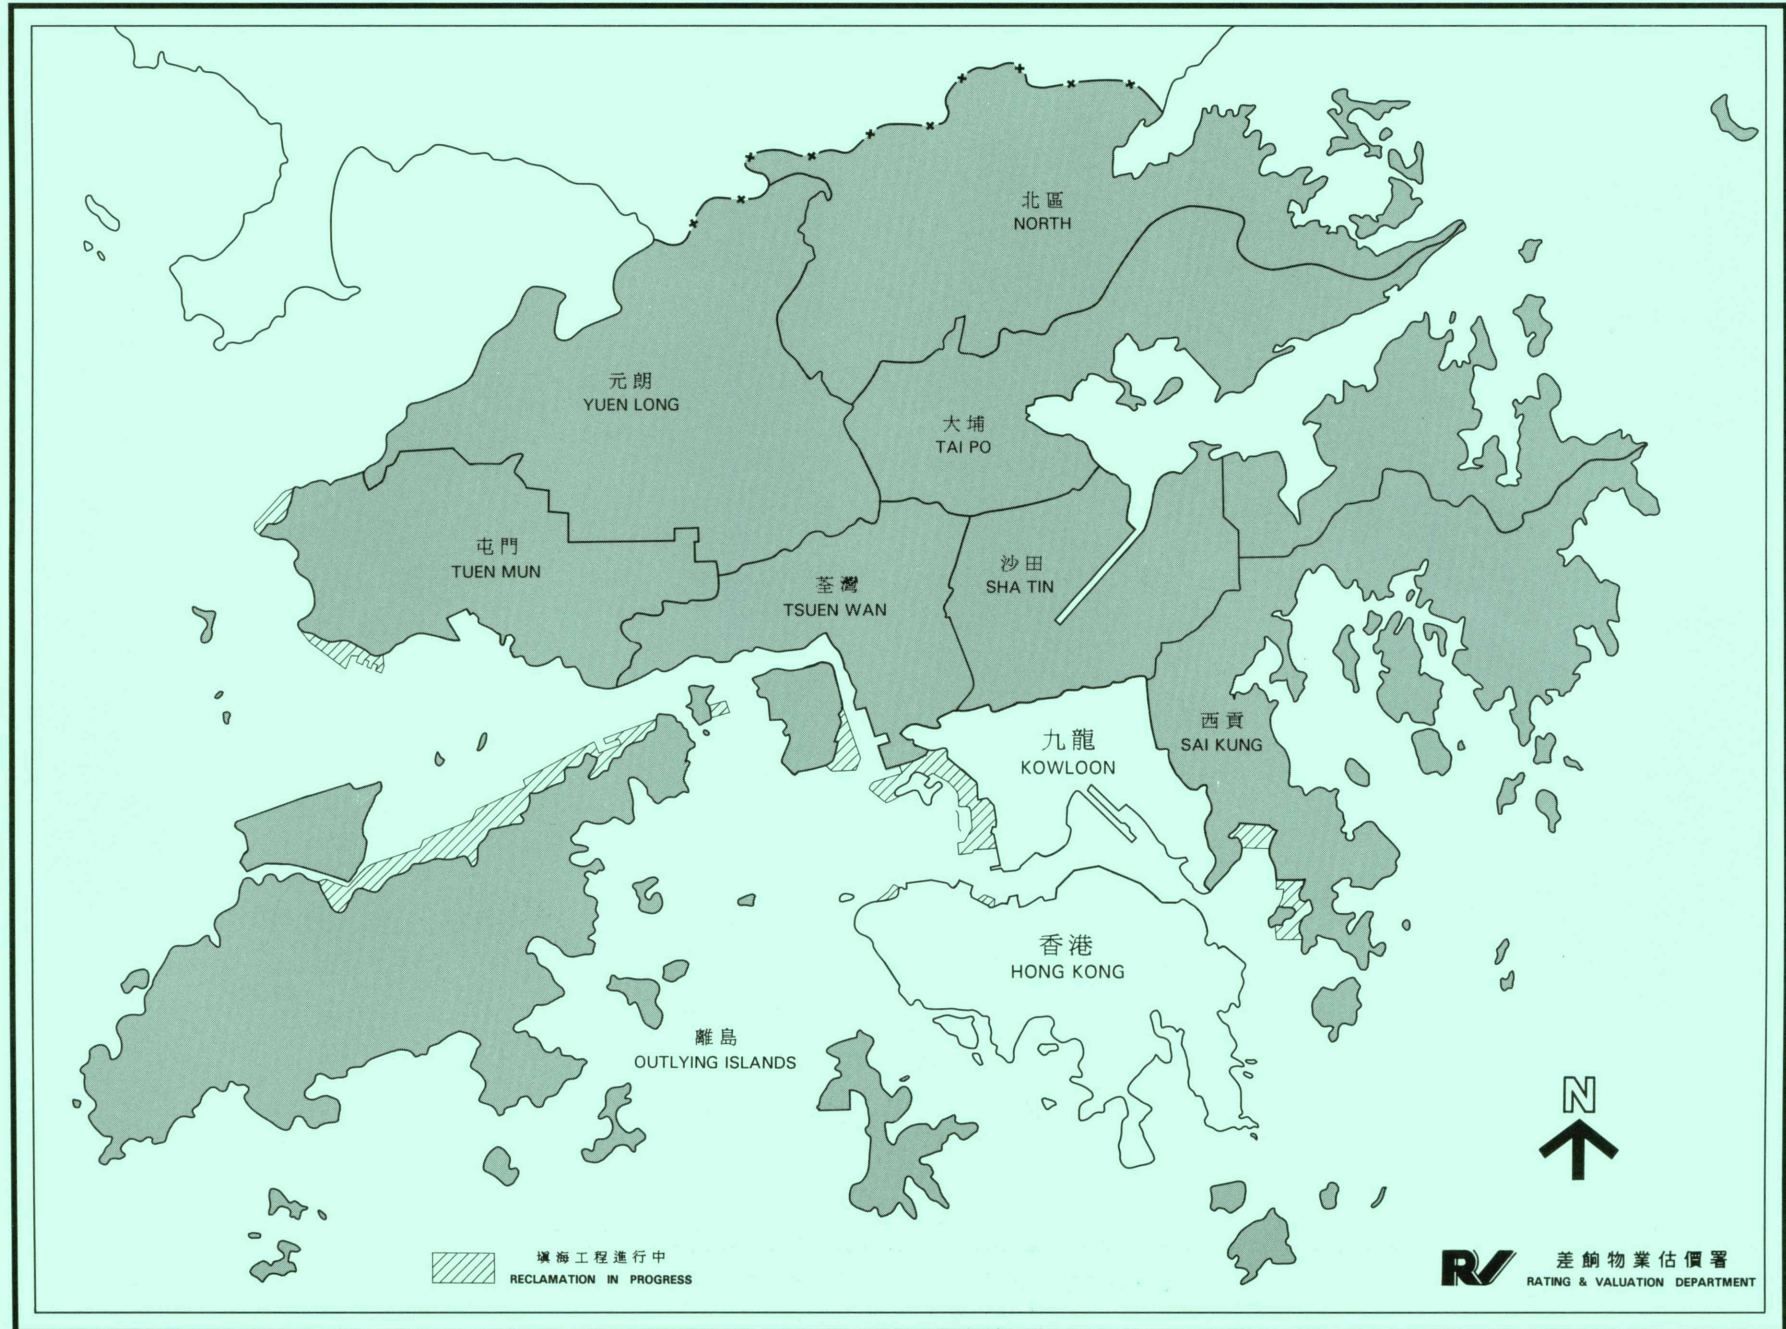 北區
NORTH
元朗
YUEN LONG
大埔
TAI PO
屯門
TUEN MUN
荃灣
TSUEN WAN
沙田
SHA TIN
西貢
SAI KUNG
九龍
KOWLOON
香港
HONG KONG
離島
OUTLYING ISLANDS
N
填海工程進行中
RECLAMATION IN PROGRESS
RV
差餉物業估價署
RATING & VALUATION DEPARTMENT